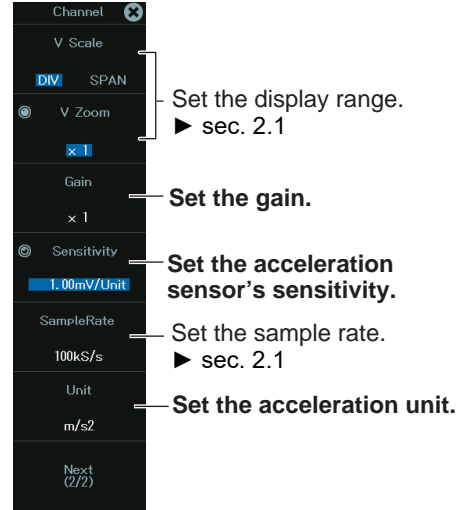 Channel
V Scale
DIV SPAN
V Zoom
× 1
Set the display range.
► sec. 2.1
Gain
× 1
Set the gain.
Sensitivity
1.00mV/Unit
Set the acceleration
sensor's sensitivity.
SampleRate
100kS/s
Set the sample rate.
► sec. 2.1
Unit
m/s2
Set the acceleration unit.
Next
(2/2)